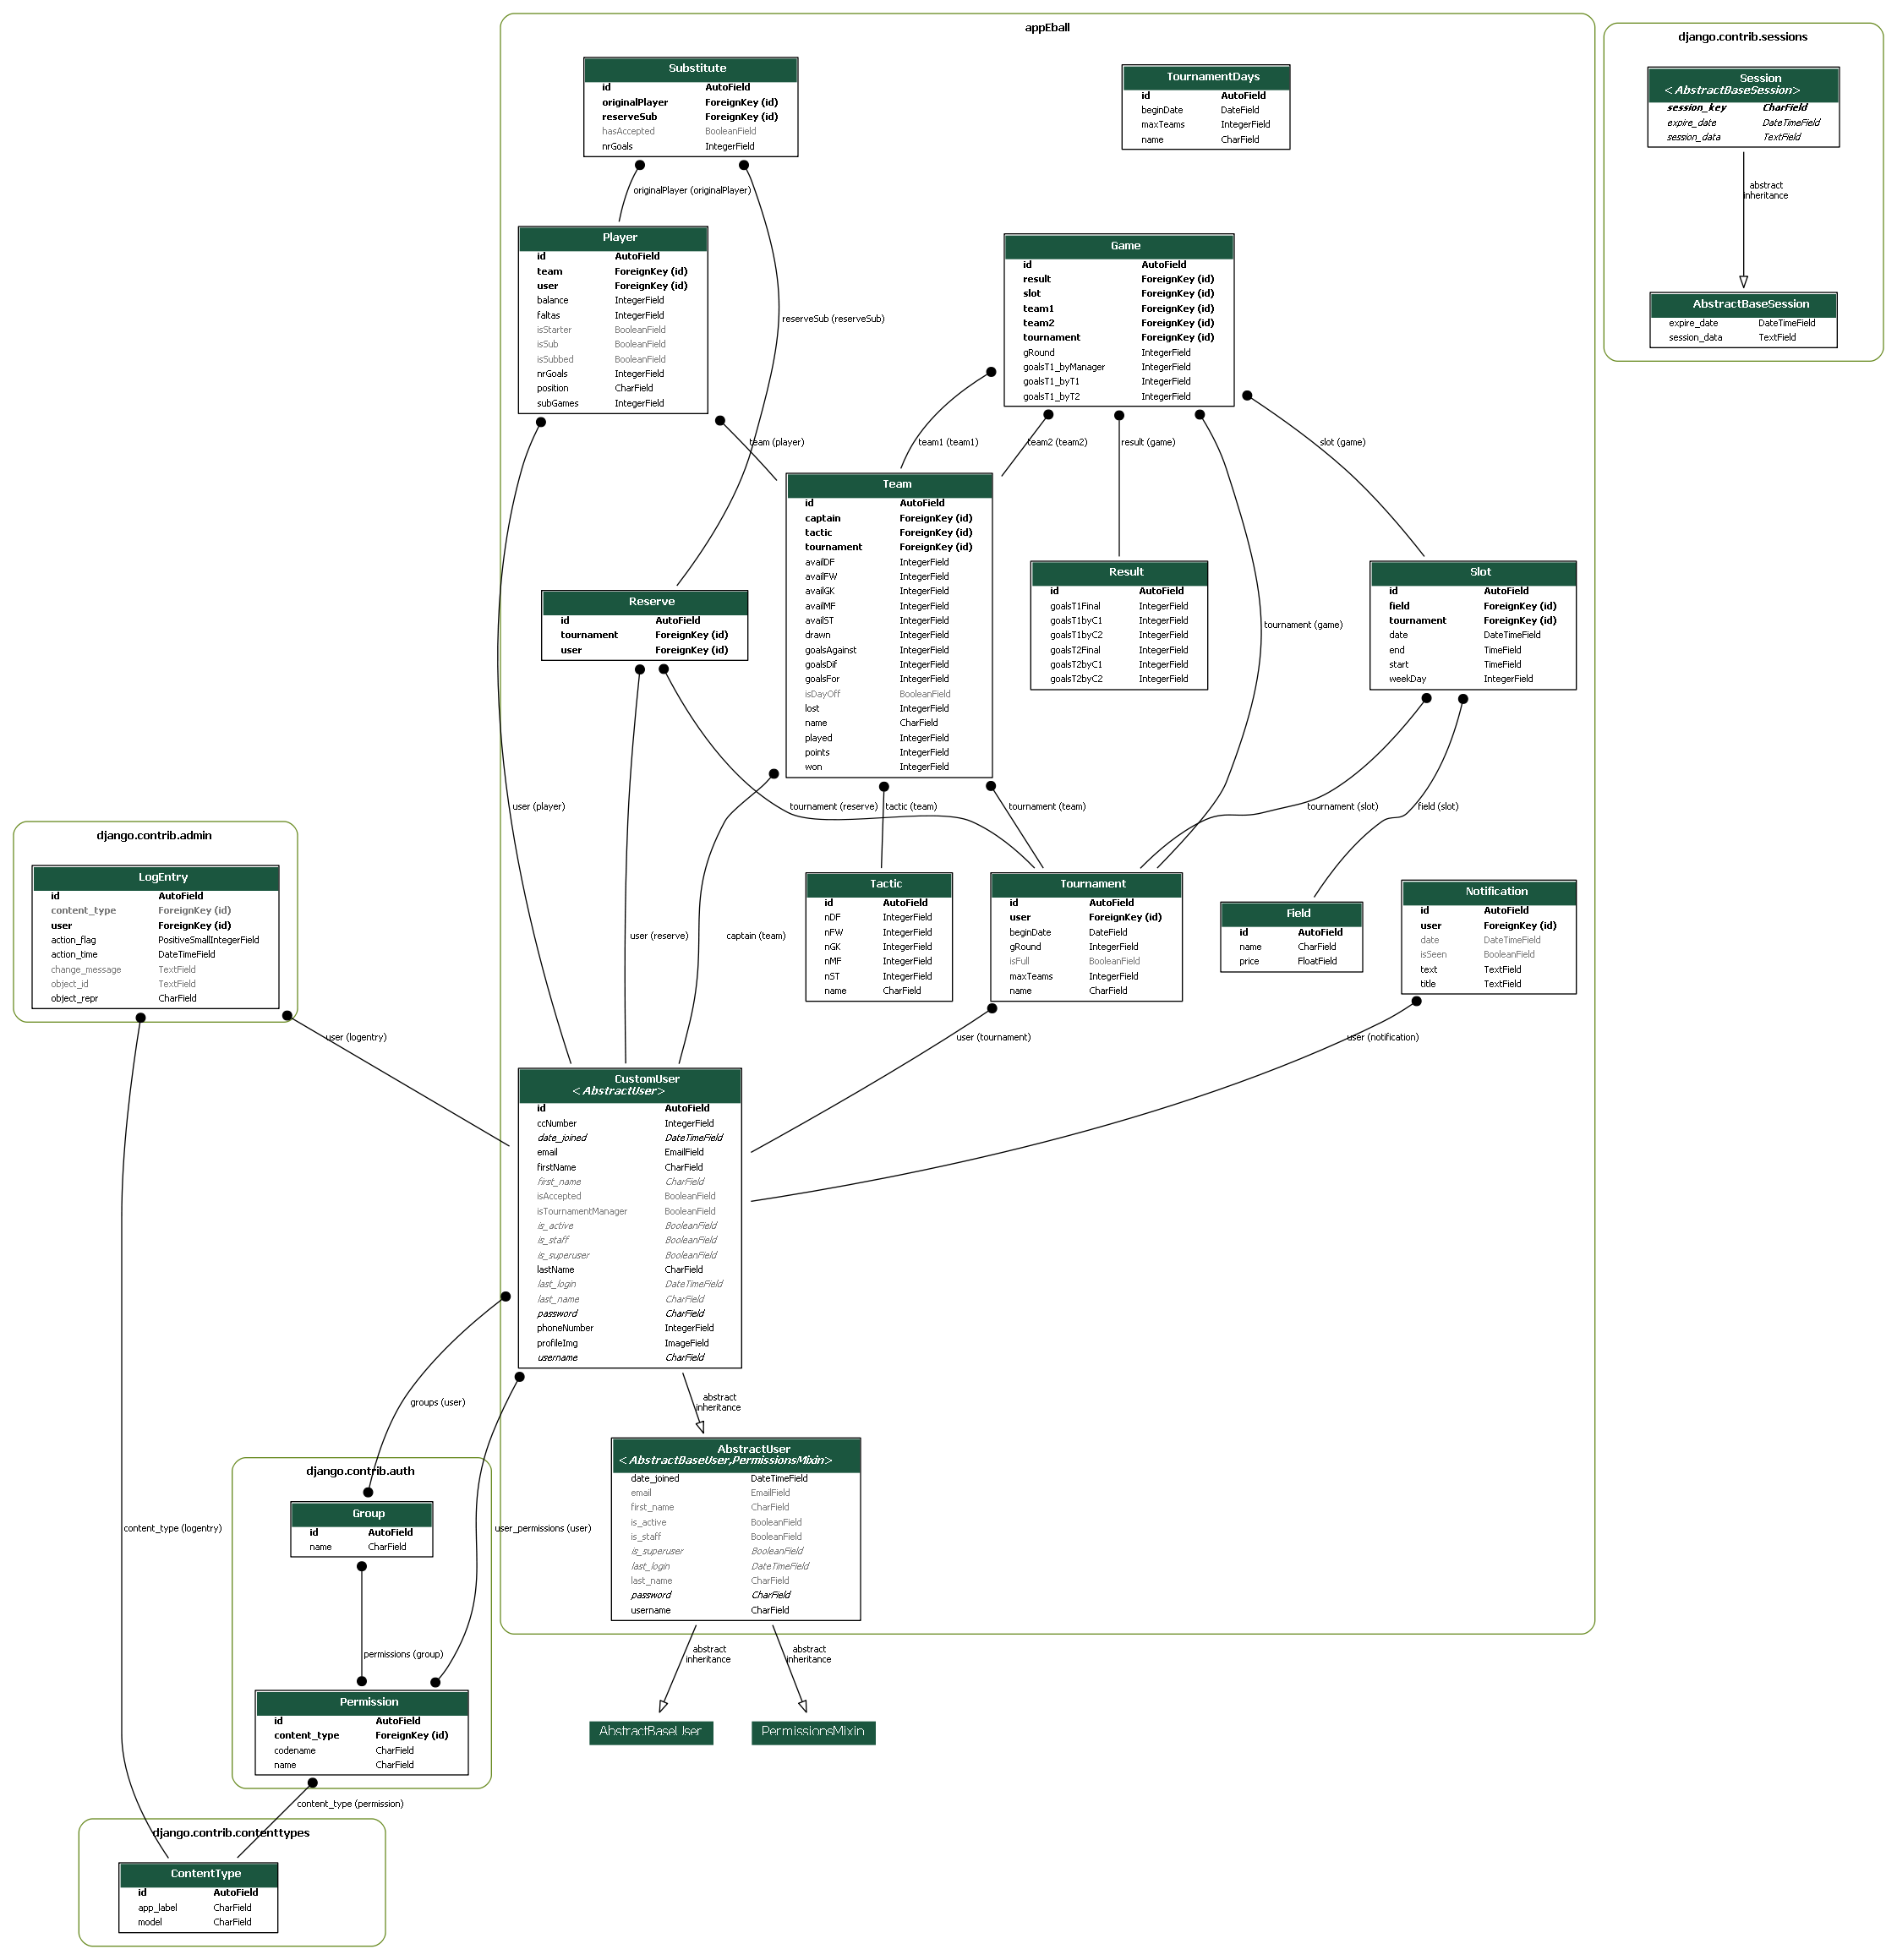 appEball
django.contrib.sessions
Substitute
id AutoField
originalPlayer ForeignKey (id)
reserveSub ForeignKey (id)
hasAccepted BooleanField
nrGoals IntegerField
TournamentDays
id AutoField
beginDate DateField
maxTeams IntegerField
name CharField
Session
<AbstractBaseSession>
session_key CharField
expire_date DateTimeField
session_data TextField
originalPlayer (originalPlayer)
abstract
inheritance
Player
id AutoField
team ForeignKey (id)
user ForeignKey (id)
balance IntegerField
faltas IntegerField
isStarter BooleanField
isSub BooleanField
isSubbed BooleanField
nrGoals IntegerField
position CharField
subGames IntegerField
reserveSub (reserveSub)
Game
id AutoField
result ForeignKey (id)
slot ForeignKey (id)
team1 ForeignKey (id)
team2 ForeignKey (id)
tournament ForeignKey (id)
gRound IntegerField
goalsT1_byManager IntegerField
goalsT1_byT1 IntegerField
goalsT1_byT2 IntegerField
AbstractBaseSession
expire_date DateTimeField
session_data TextField
team (player)
team1 (team1)
team2 (team2)
result (game)
slot (game)
Team
id AutoField
captain ForeignKey (id)
tactic ForeignKey (id)
tournament ForeignKey (id)
availDF IntegerField
availFW IntegerField
availGK IntegerField
availMF IntegerField
availST IntegerField
drawn IntegerField
goalsAgainst IntegerField
goalsDif IntegerField
goalsFor IntegerField
isDayOff BooleanField
lost IntegerField
name CharField
played IntegerField
points IntegerField
won IntegerField
Reserve
id AutoField
tournament ForeignKey (id)
user ForeignKey (id)
Result
id AutoField
goalsT1Final IntegerField
goalsT1byC1 IntegerField
goalsT1byC2 IntegerField
goalsT2Final IntegerField
goalsT2byC1 IntegerField
goalsT2byC2 IntegerField
tournament (game)
Slot
id AutoField
field ForeignKey (id)
tournament ForeignKey (id)
date DateTimeField
end TimeField
start TimeField
weekDay IntegerField
user (player)
tournament (reserve)
tactic (team)
tournament (team)
tournament (slot)
field (slot)
django.contrib.admin
LogEntry
id AutoField
content_type ForeignKey (id)
user ForeignKey (id)
action_flag PositiveSmallIntegerField
action_time DateTimeField
change_message TextField
object_id TextField
object_repr CharField
user (reserve)
captain (team)
Tactic
id AutoField
nDF IntegerField
nFW IntegerField
nGK IntegerField
nMF IntegerField
nST IntegerField
name CharField
Tournament
id AutoField
user ForeignKey (id)
beginDate DateField
gRound IntegerField
isFull BooleanField
maxTeams IntegerField
name CharField
Field
id AutoField
name CharField
price FloatField
Notification
id AutoField
user ForeignKey (id)
date DateTimeField
isSeen BooleanField
text TextField
title TextField
user (logentry)
user (tournament)
user (notification)
CustomUser
<AbstractUser>
id AutoField
ccNumber IntegerField
date_joined DateTimeField
email EmailField
firstName CharField
first_name CharField
isAccepted BooleanField
isTournamentManager BooleanField
is_active BooleanField
is_staff BooleanField
is_superuser BooleanField
lastName CharField
last_login DateTimeField
last_name CharField
password CharField
phoneNumber IntegerField
profileImg ImageField
username CharField
groups (user)
abstract
inheritance
AbstractUser
<AbstractBaseUser,PermissionsMixin>
date_joined DateTimeField
email EmailField
first_name CharField
is_active BooleanField
is_staff BooleanField
is_superuser BooleanField
last_login DateTimeField
last_name CharField
password CharField
username CharField
django.contrib.auth
Group
id AutoField
name CharField
content_type (logentry)
user_permissions (user)
permissions (group)
abstract
inheritance
abstract
inheritance
Permission
id AutoField
content_type ForeignKey (id)
codename CharField
name CharField
AbstractBaseUser
PermissionsMixin
content_type (permission)
django.contrib.contenttypes
ContentType
id AutoField
app_label CharField
model CharField